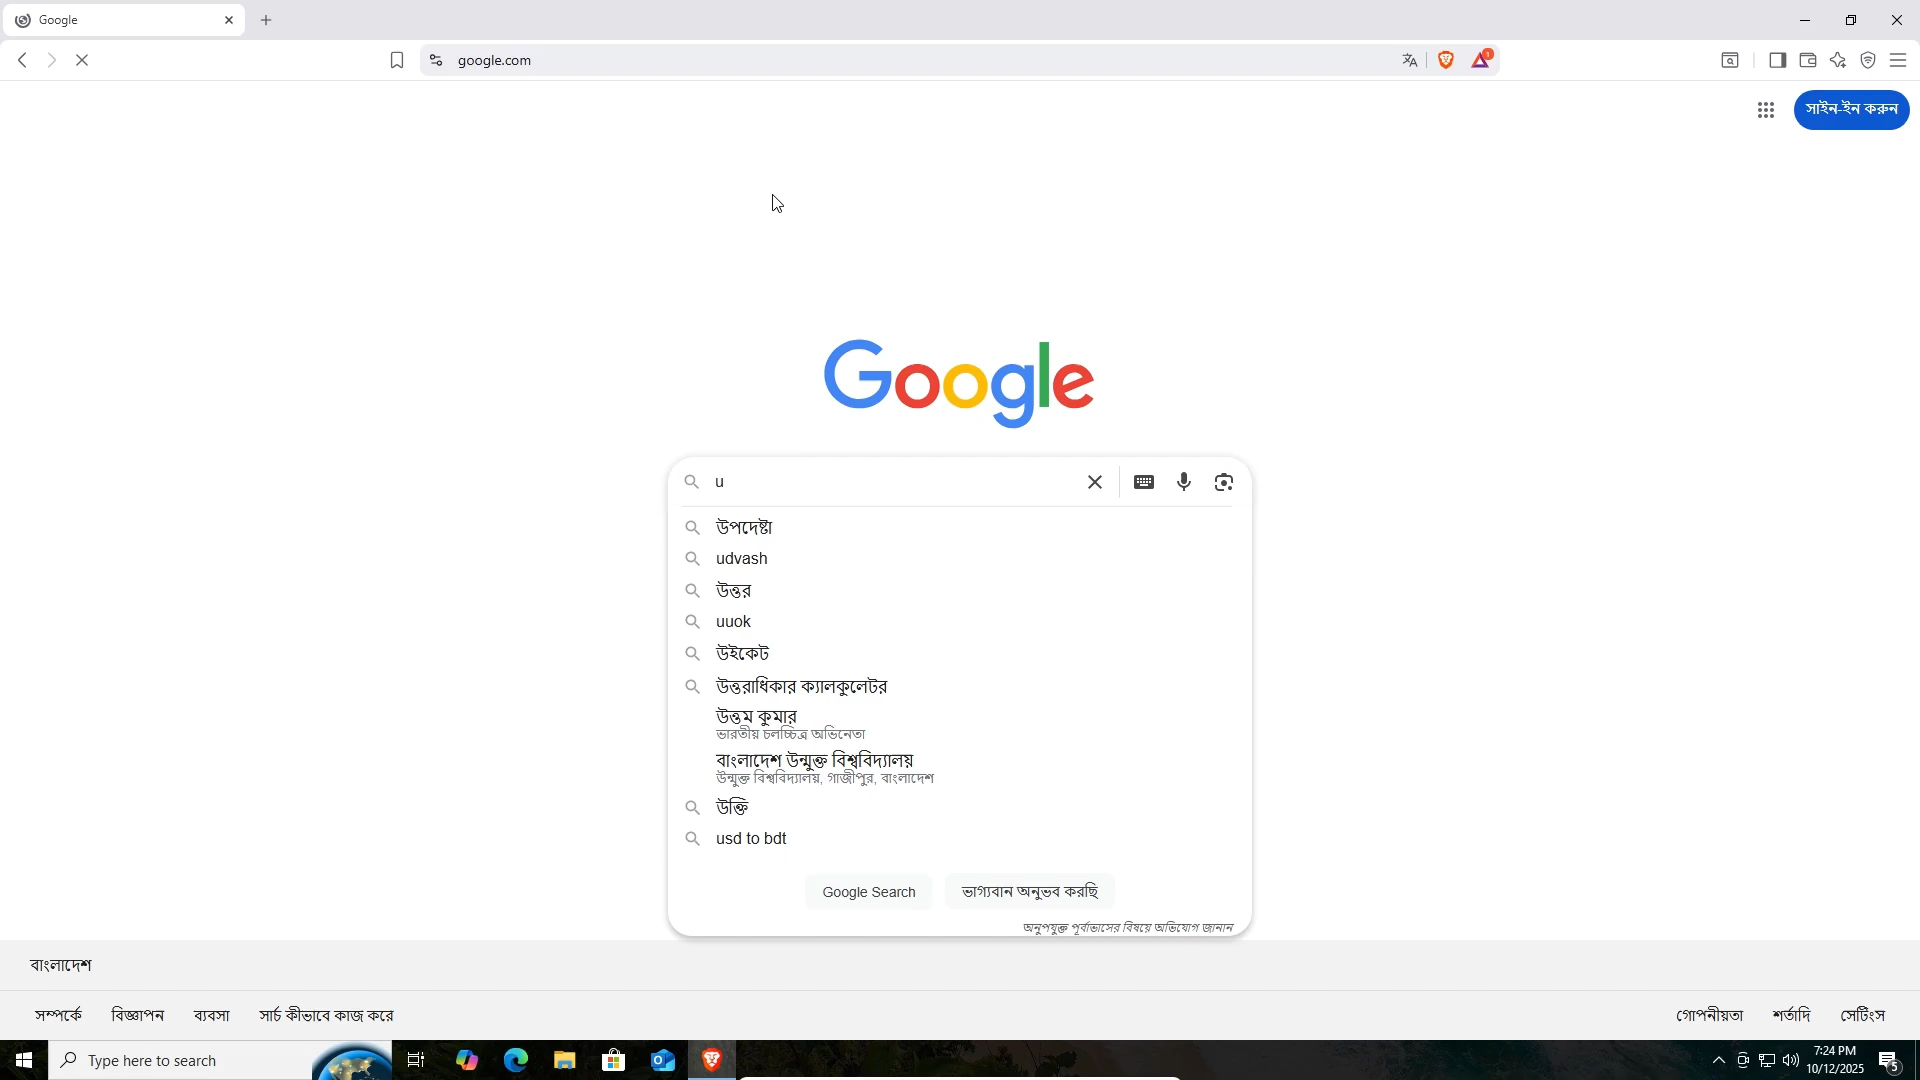 Google
google.com
1
সাইন-ইন করুন
Google
u
উপদেষ্টা
udvash
উত্তর
uuok
উইকেট
উত্তরাধিকার ক্যালকুলেটর
উত্তম কুমার
ভারতীয় চলচ্চিত্র অভিনেতা
বাংলাদেশ উন্মুক্ত বিশ্ববিদ্যালয়
উন্মুক্ত বিশ্ববিদ্যালয়, গাজীপুর, বাংলাদেশ
উক্তি
usd to bdt
Google Search ভাগ্যবান অনুভব করছি
অনুপযুক্ত পূর্বাভাসের বিষয়ে অভিযোগ জানান
বাংলাদেশ
সম্পর্কে বিজ্ঞাপন ব্যবসা সার্চ কীভাবে কাজ করে গোপনীয়তা শর্তাদি সেটিংস
Type here to search
7:24 PM
10/12/2025
5